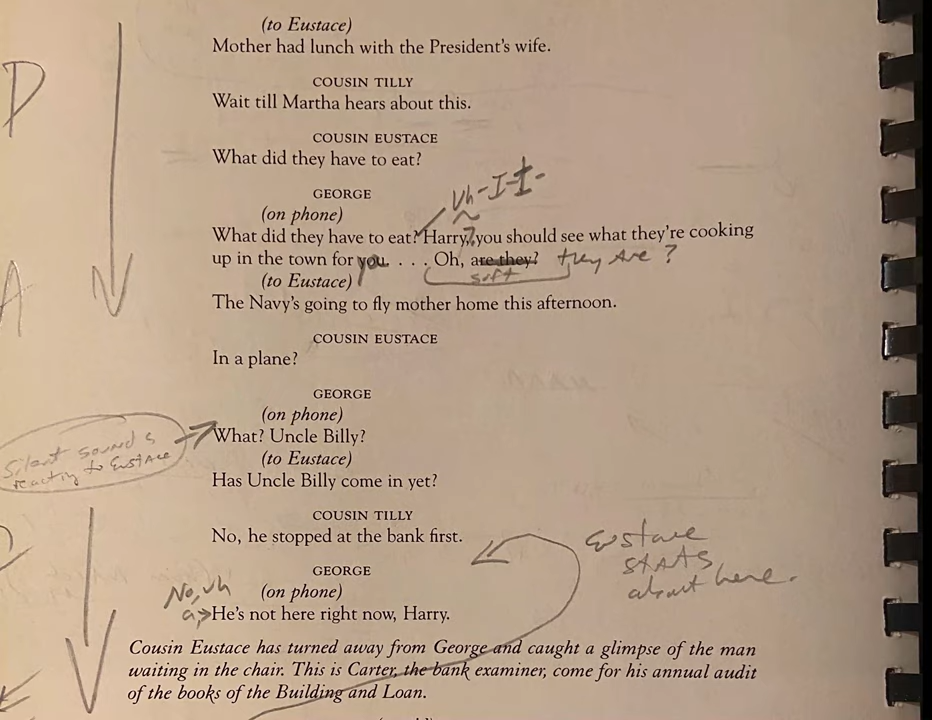 (to Eustace)
Mother had lunch with the President's wife.
P
COUSIN TILLY
Wait till Martha hears about this.
COUSIN EUSTACE
What did they have to eat?
Uh-I-I-
GEORGE
(on phone)
What did they have to eat? Harry, you should see what they're cooking
up in the town for you . . . Oh, are they? they Are?
soft
(to Eustace)
A
The Navy's going to fly mother home this afternoon.
COUSIN EUSTACE
In a plane?
GEORGE
(on phone)
What? Uncle Billy?
Silent sounds
reacting to Eustace
(to Eustace)
Has Uncle Billy come in yet?
COUSIN TILLY
No, he stopped at the bank first.
Eustace
starts
about here.
GEORGE
No, uh
(on phone)
He's not here right now, Harry.
Cousin Eustace has turned away from George and caught a glimpse of the man
waiting in the chair. This is Carter, the bank examiner, come for his annual audit
of the books of the Building and Loan.